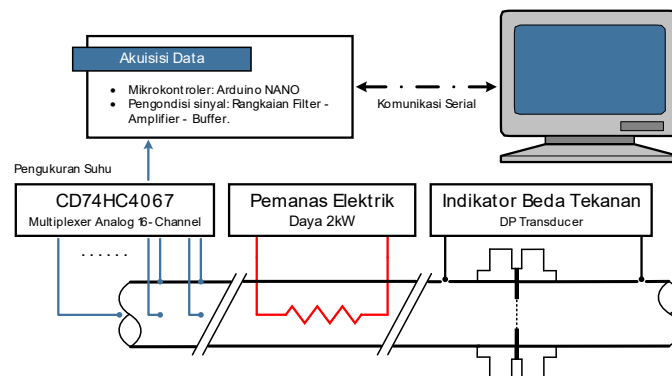 Akuisisi Data
• Mikrokontroler: Arduino NANO
• Pengondisi sinyal: Rangkaian Filter -
Amplifier - Buffer.
Komunikasi Serial
Pengukuran Suhu
CD74HC4067
Multiplexer Analog 16-Channel
......
Pemanas Elektrik
Daya 2kW
Indikator Beda Tekanan
DP Transducer